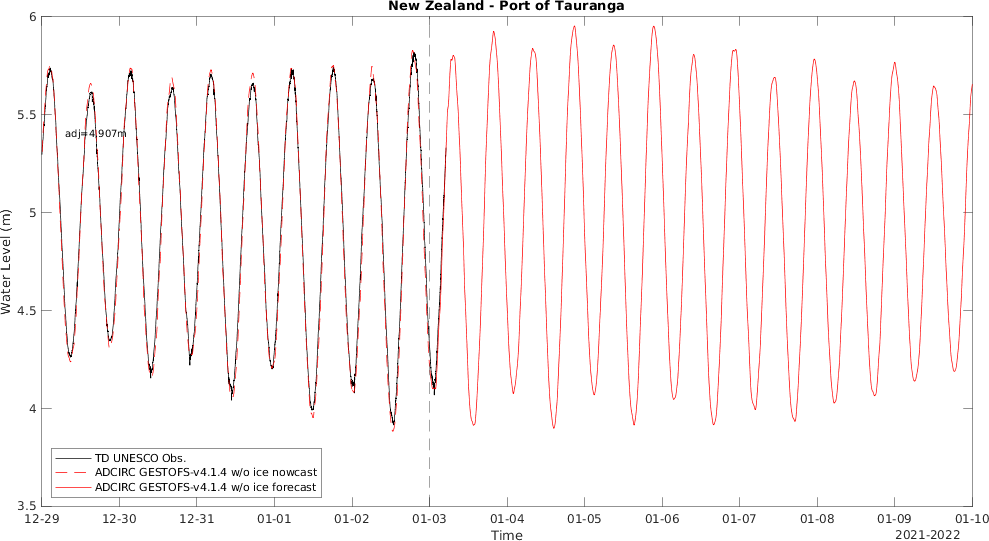 New Zealand - Port of Tauranga
6
5.5
5
4.5
4
3.5
Water Level (m)
adj=4.907m
TD UNESCO Obs.
ADCIRC GESTOFS-v4.1.4 w/o ice nowcast
ADCIRC GESTOFS-v4.1.4 w/o ice forecast
12-29 12-30 12-31 01-01 01-02 01-03 01-04 01-05 01-06 01-07 01-08 01-09 01-10
Time
2021-2022